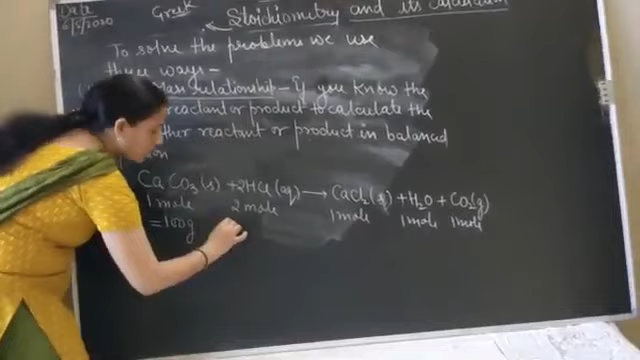 Date
6/5/2020
Greek
Stoichiometry and its calculation
To solve the problems we use
three ways -
Mass relationship - If you know the
reactant or product to calculate the
other reactant or product in balanced
CaCO3(s) + 2HCl(aq) → CaCl2(s) + H2O + CO2(g)
1 mole 2 mole 1 mole 1 mole 1 mole
= 100g